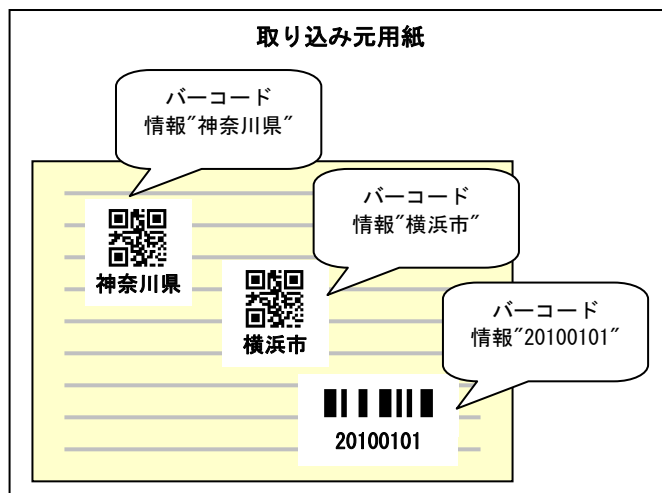 取り込み元用紙
バーコード
情報″神奈川県″
バーコード
情報″横浜市″
神奈川県
バーコード
情報″20100101″
横浜市
20100101